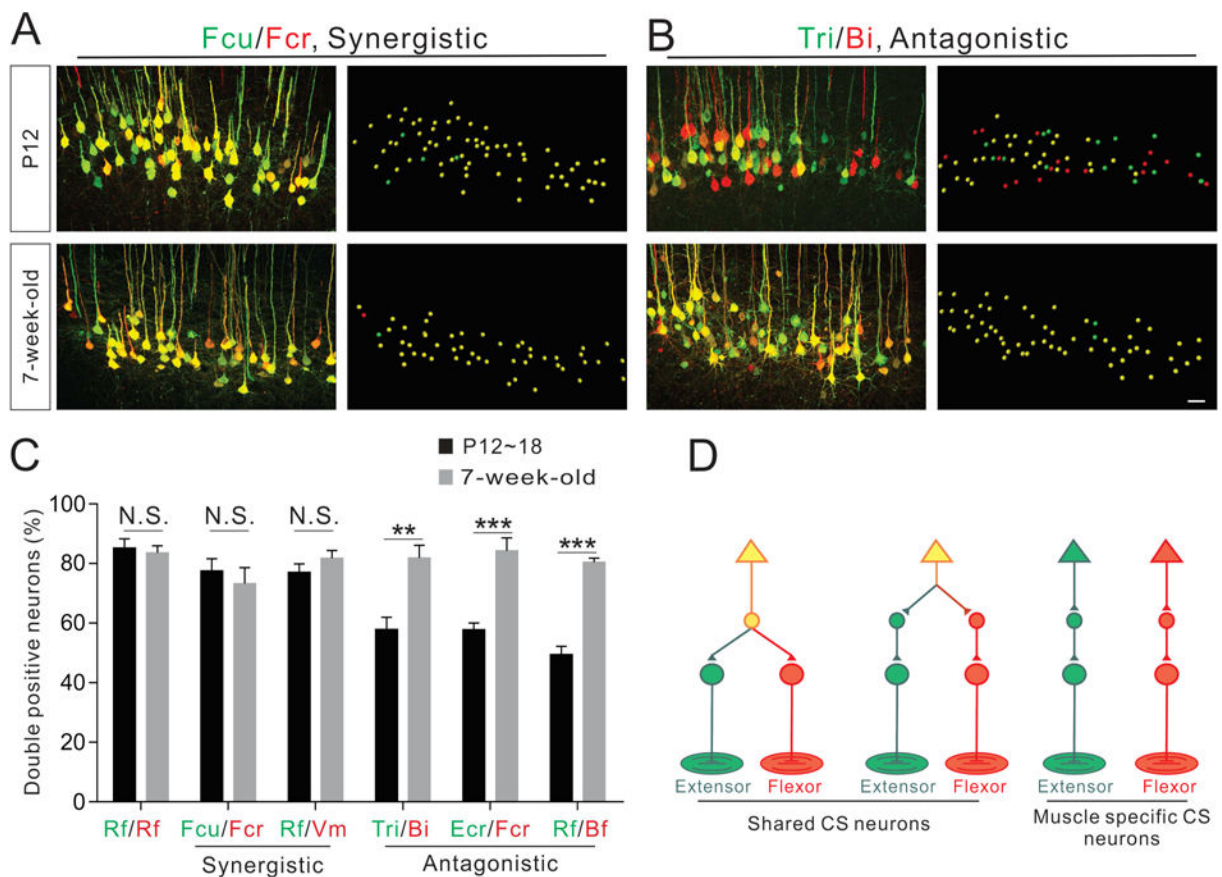 A
Fcu/Fcr, Synergistic
B
Tri/Bi, Antagonistic
P12
7-week-old
C
P12~18
7-week-old
D
Double positive neurons (%)
100
80
60
40
20
0
N.S. N.S. N.S. ** *** ***
Rf/Rf Fcu/Fcr Rf/Vm Tri/Bi Ecr/Fcr Rf/Bf
Synergistic Antagonistic
Extensor Flexor Extensor Flexor Extensor Flexor
Shared CS neurons
Muscle specific CS
neurons